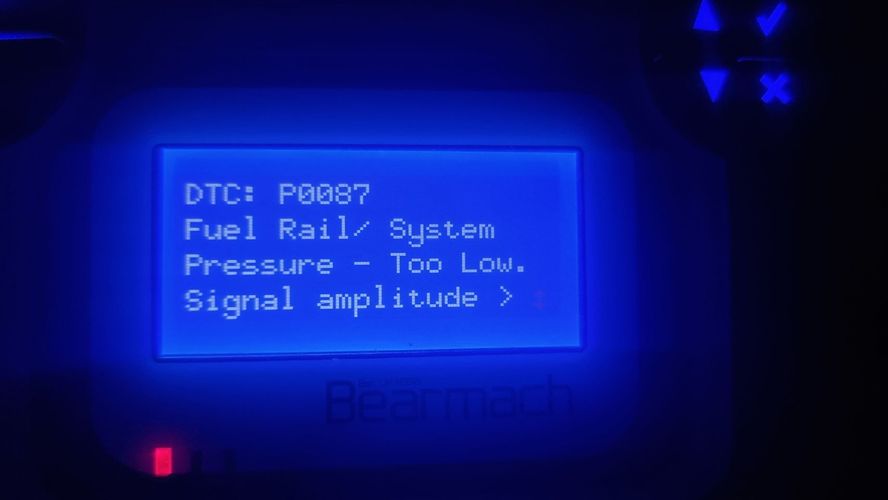 DTC: P0087
Fuel Rail/ System
Pressure - Too Low.
Signal amplitude >
Bearmach